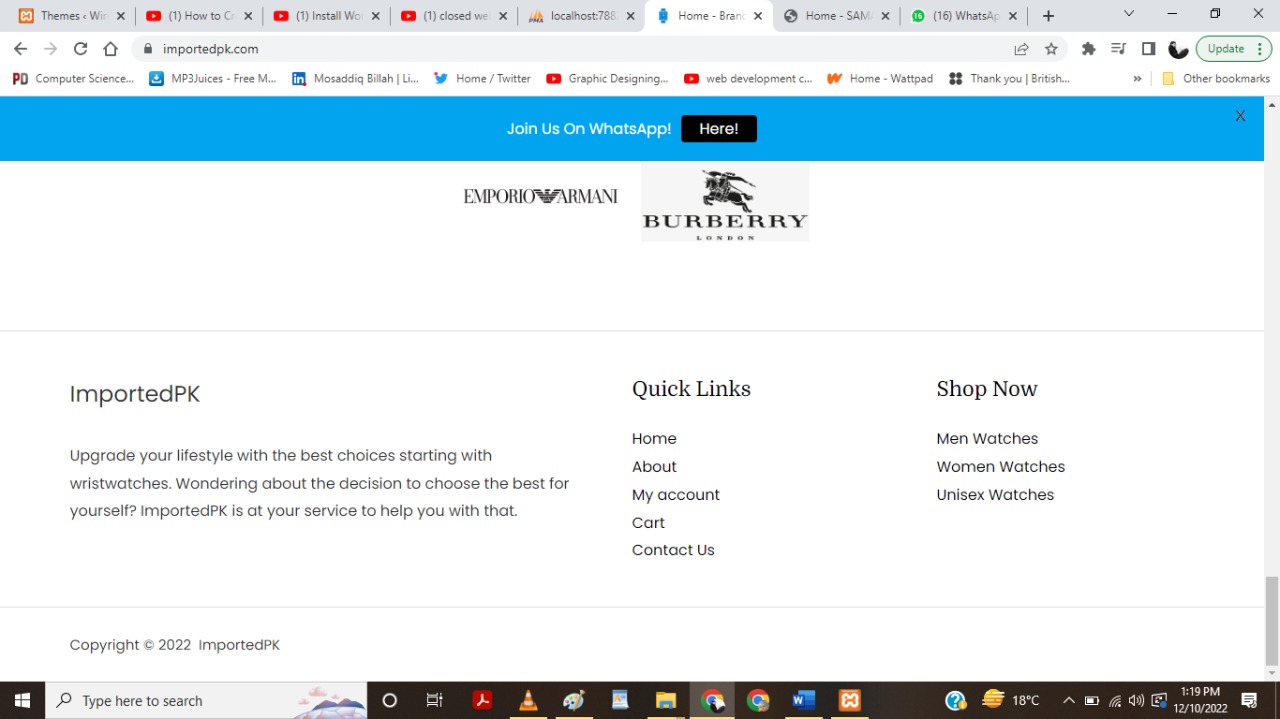 Themes ‹ Win
(1) How to Cr
(1) Install Wo
(1) closed we
localhost:788
Home - Branc
Home - SAMA
(16) WhatsAp
importedpk.com
Update
Computer Science...
MP3Juices - Free M...
Mosaddiq Billah | Li...
Home / Twitter
Graphic Designing...
web development c...
Home - Wattpad
Thank you | British...
»
Other bookmarks
Join Us On WhatsApp! Here! X
EMPORIO ARMANI
BURBERRY
LONDON
ImportedPK
Upgrade your lifestyle with the best choices starting with
wristwatches. Wondering about the decision to choose the best for
yourself? ImportedPK is at your service to help you with that.
Quick Links
Home
About
My account
Cart
Contact Us
Shop Now
Men Watches
Women Watches
Unisex Watches
Copyright © 2022 ImportedPK
Type here to search
18°C
1:19 PM
12/10/2022